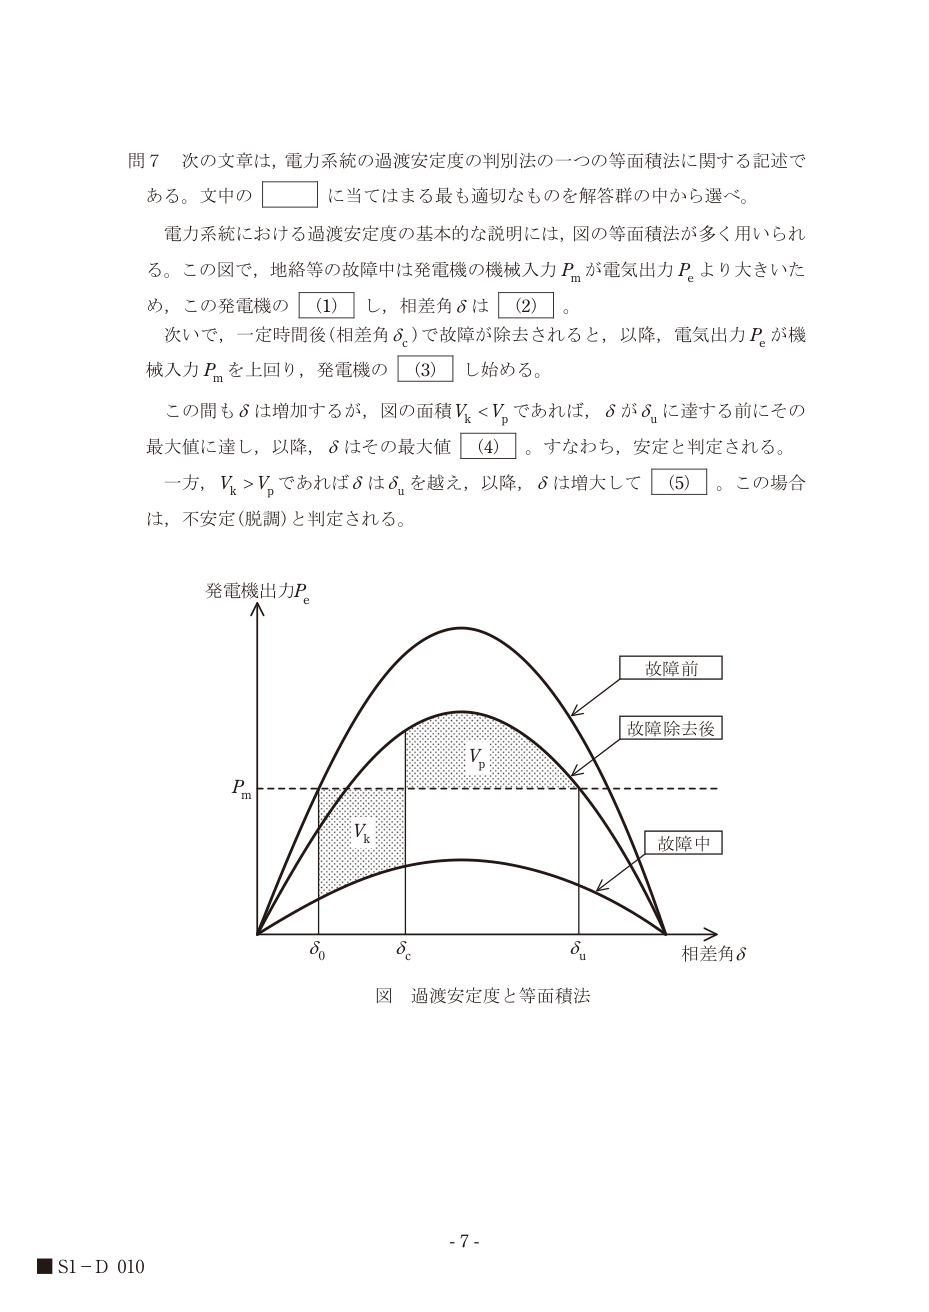 問7　次の文章は，電力系統の過渡安定度の判別法の一つの等面積法に関する記述で
ある。文中の　　　に当てはまる最も適切なものを解答群の中から選べ。
電力系統における過渡安定度の基本的な説明には，図の等面積法が多く用いられ
る。この図で，地絡等の故障中は発電機の機械入力Pmが電気出力Peより大きいた
め，この発電機の (1) し，相差角δは (2) 。
次いで，一定時間後(相差角δc)で故障が除去されると，以降，電気出力Peが機
械入力Pmを上回り，発電機の (3) し始める。
この間もδは増加するが，図の面積Vk＜Vpであれば，δがδuに達する前にその
最大値に達し，以降，δはその最大値 (4) 。すなわち，安定と判定される。
一方，Vk＞Vpであればδはδuを越え，以降，δは増大して (5) 。この場合
は，不安定(脱調)と判定される。
発電機出力Pe
故障前
故障除去後
Vp
Pm
Vk
故障中
δ0 δc δu
相差角δ
図　過渡安定度と等面積法
- 7 -
■S1－D 010